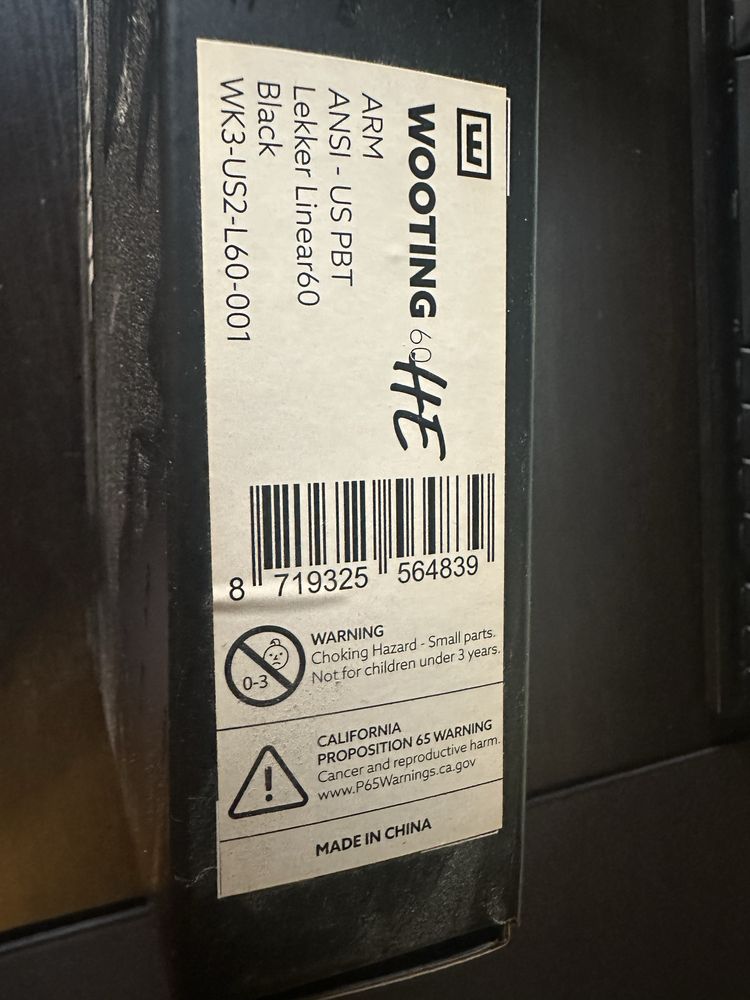 WOOTING 60HE
ARM
ANSI - US PBT
Lekker Linear60
Black
WK3-US2-L60-001
8 719325 564839
0-3
WARNING
Choking Hazard - Small parts.
Not for children under 3 years.
CALIFORNIA
PROPOSITION 65 WARNING
Cancer and reproductive harm.
www.P65Warnings.ca.gov
MADE IN CHINA